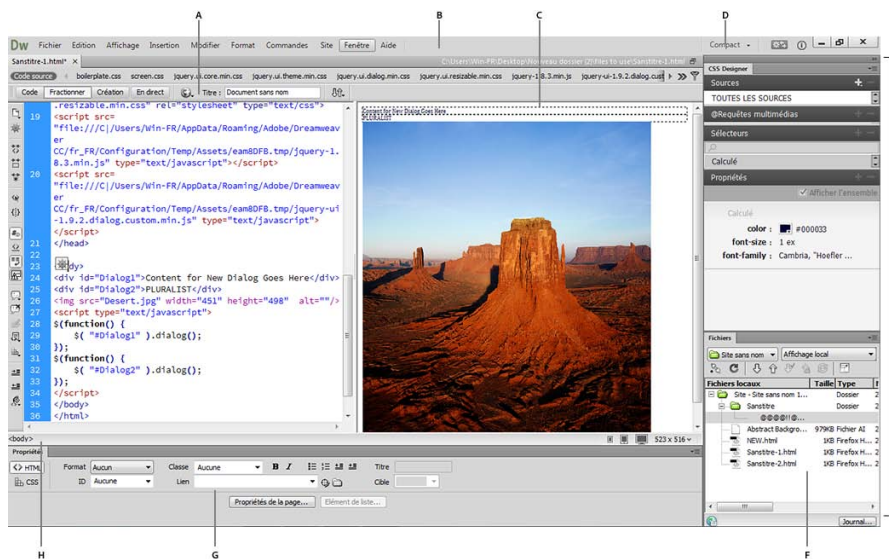 A
B
C
D
Dw Fichier Edition Affichage Insertion Modifier Format Commandes Site Fenêtre Aide
Compact
Sanstitre-1.html* ×
C:\Users\Win-FR\Desktop\Nouveau dossier (2)\Files to use\Sanstitre-1.html
Code source boilerplate.css screen.css jquery.ui.core.min.css jquery.ui.theme.min.css jquery.ui.dialog.min.css jquery.ui.resizable.min.css jquery-1.8.3.min.js jquery-ui-1.9.2.dialog.cust
Code Fractionner Création En direct Titre : Document sans nom
.resizable.min.css" rel="stylesheet" type="text/css">
19 <script src=
"file:///C|/Users/Win-FR/AppData/Roaming/Adobe/Dreamweav
er
CC/fr_FR/Configuration/Temp/Assets/eam8DFB.tmp/jquery-1.
8.3.min.js" type="text/javascript"></script>
20 <script src=
"file:///C|/Users/Win-FR/AppData/Roaming/Adobe/Dreamweav
er
CC/fr_FR/Configuration/Temp/Assets/eam8DFB.tmp/jquery-ui
-1.9.2.dialog.custom.min.js" type="text/javascript">
</script>
21 </head>
22
23 dy>
24 <div id="Dialog1">Content for New Dialog Goes Here</div>
25 <div id="Dialog2">PLURALIST</div>
26 <img src="Desert.jpg" width="451" height="498" alt=""/>
27 <script type="text/javascript">
28 $(function() {
29 $( "#Dialog1" ).dialog();
30 });
31 $(function() {
32 $( "#Dialog2" ).dialog();
33 });
34 </script>
35 </body>
36 </html>
Content for New Dialog Goes Here
PLURALIST
<body>
523 x 516
CSS Designer
Sources
TOUTES LES SOURCES
@Requêtes multimédias
Sélecteurs
Calculé
Propriétés
Afficher l'ensemble
Calculé
color : #000033
font-size : 1 ex
font-family : Cambria, "Hoefler ...
Fichiers
Site sans nom Affichage local
Fichiers locaux Taille Type
Site - Site sans nom 1... Dossier 2
Sanstitre Dossier 2
@@@@!!@...
Abstract Backgro... 979KB Fichier AI 2
NEW.html 1KB Firefox H... 2
Sanstitre-1.html 1KB Firefox H... 2
Sanstitre-2.html 1KB Firefox H... 2
Journal...
Propriétés
HTML Format Aucun Classe Aucune B I Titre
CSS ID Aucune Lien Cible
Propriétés de la page... Elément de liste...
H
G
F